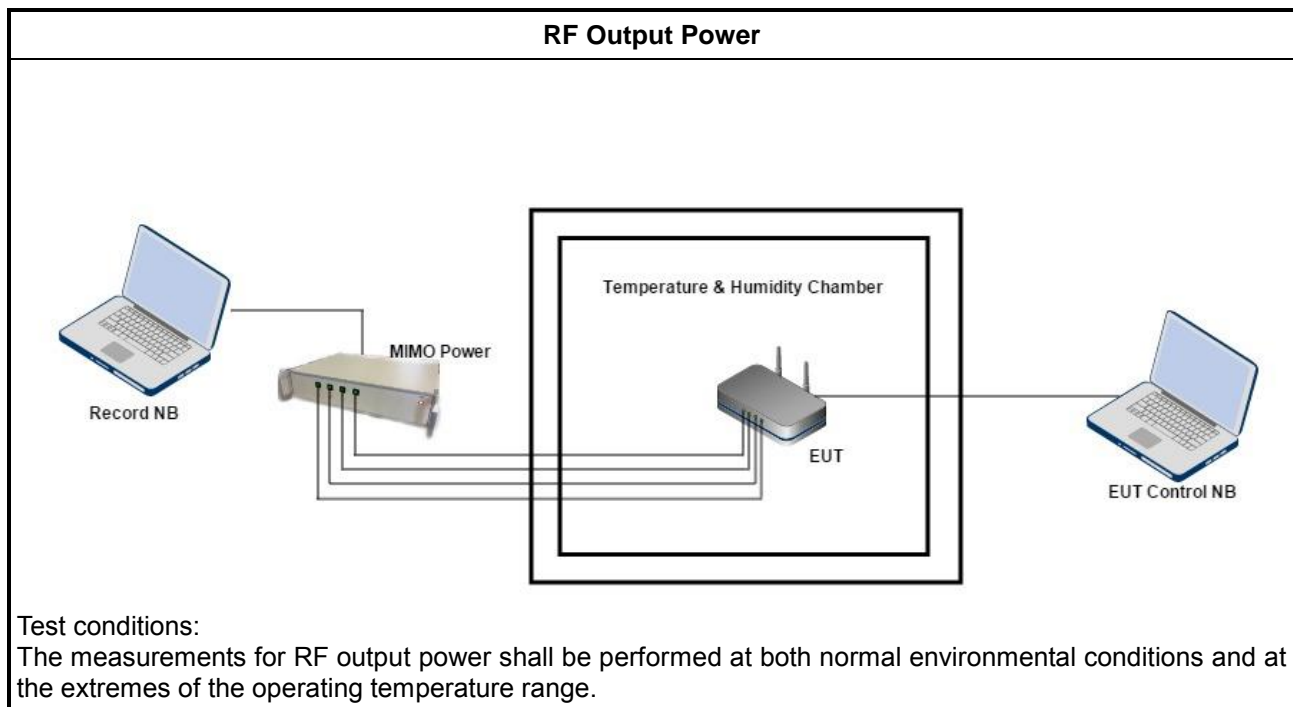 RF Output Power
Temperature & Humidity Chamber
MIMO Power
Record NB
EUT
EUT Control NB
Test conditions:
The measurements for RF output power shall be performed at both normal environmental conditions and at
the extremes of the operating temperature range.